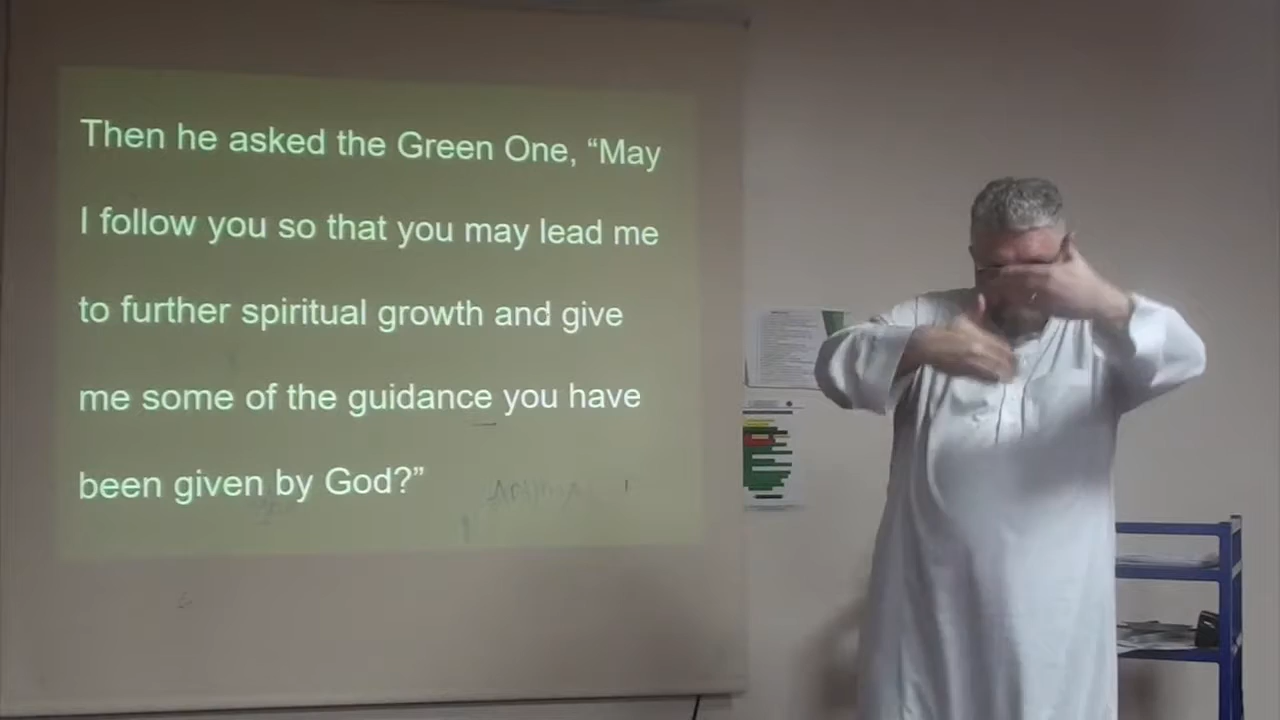 Then he asked the Green One, “May
I follow you so that you may lead me
to further spiritual growth and give
me some of the guidance you have
been given by God?”